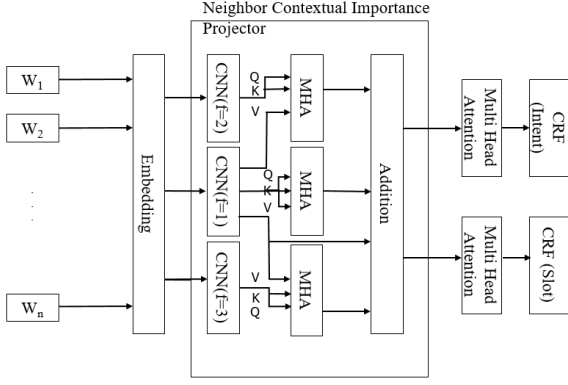 Neighbor Contextual Importance
Projector
W1
W2
.
.
.
Wn
Embedding
CNN(f=2)
CNN(f=1)
CNN(f=3)
Q
K
V
Q
K
V
V
K
Q
MHA
MHA
MHA
Addition
Multi Head
Attention
CRF
(Intent)
Multi Head
Attention
CRF (Slot)